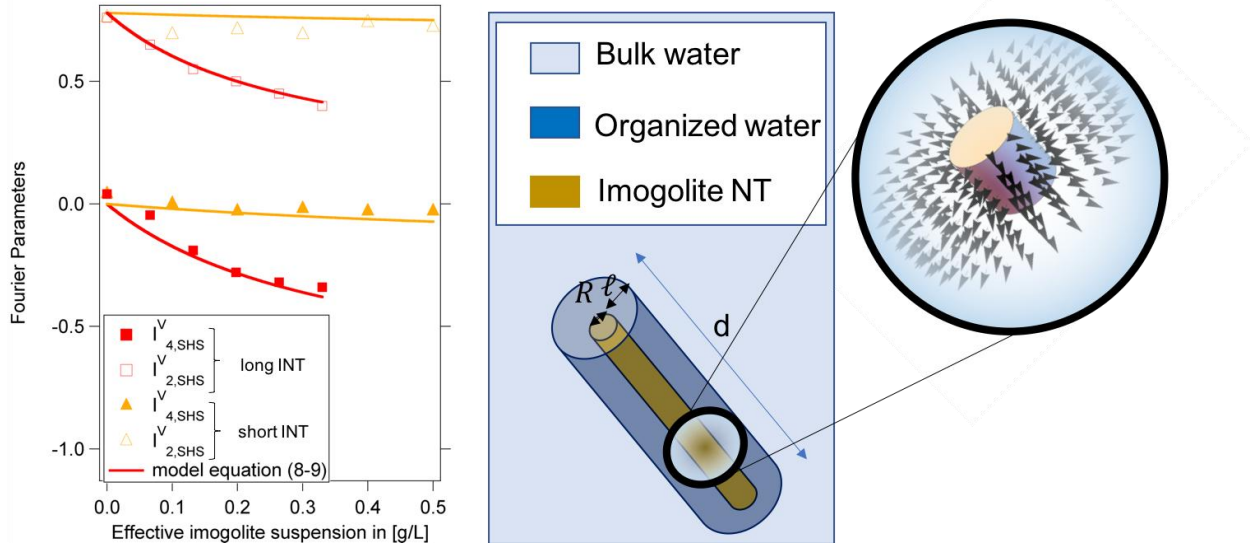 Fourier Parameters
0.5
0.0
-0.5
-1.0
I^V_4,SHS
I^V_2,SHS
long INT
I^V_4,SHS
I^V_2,SHS
short INT
model equation (8-9)
0.0 0.1 0.2 0.3 0.4 0.5
Effective imogolite suspension in [g/L]
Bulk water
Organized water
Imogolite NT
R ℓ
d